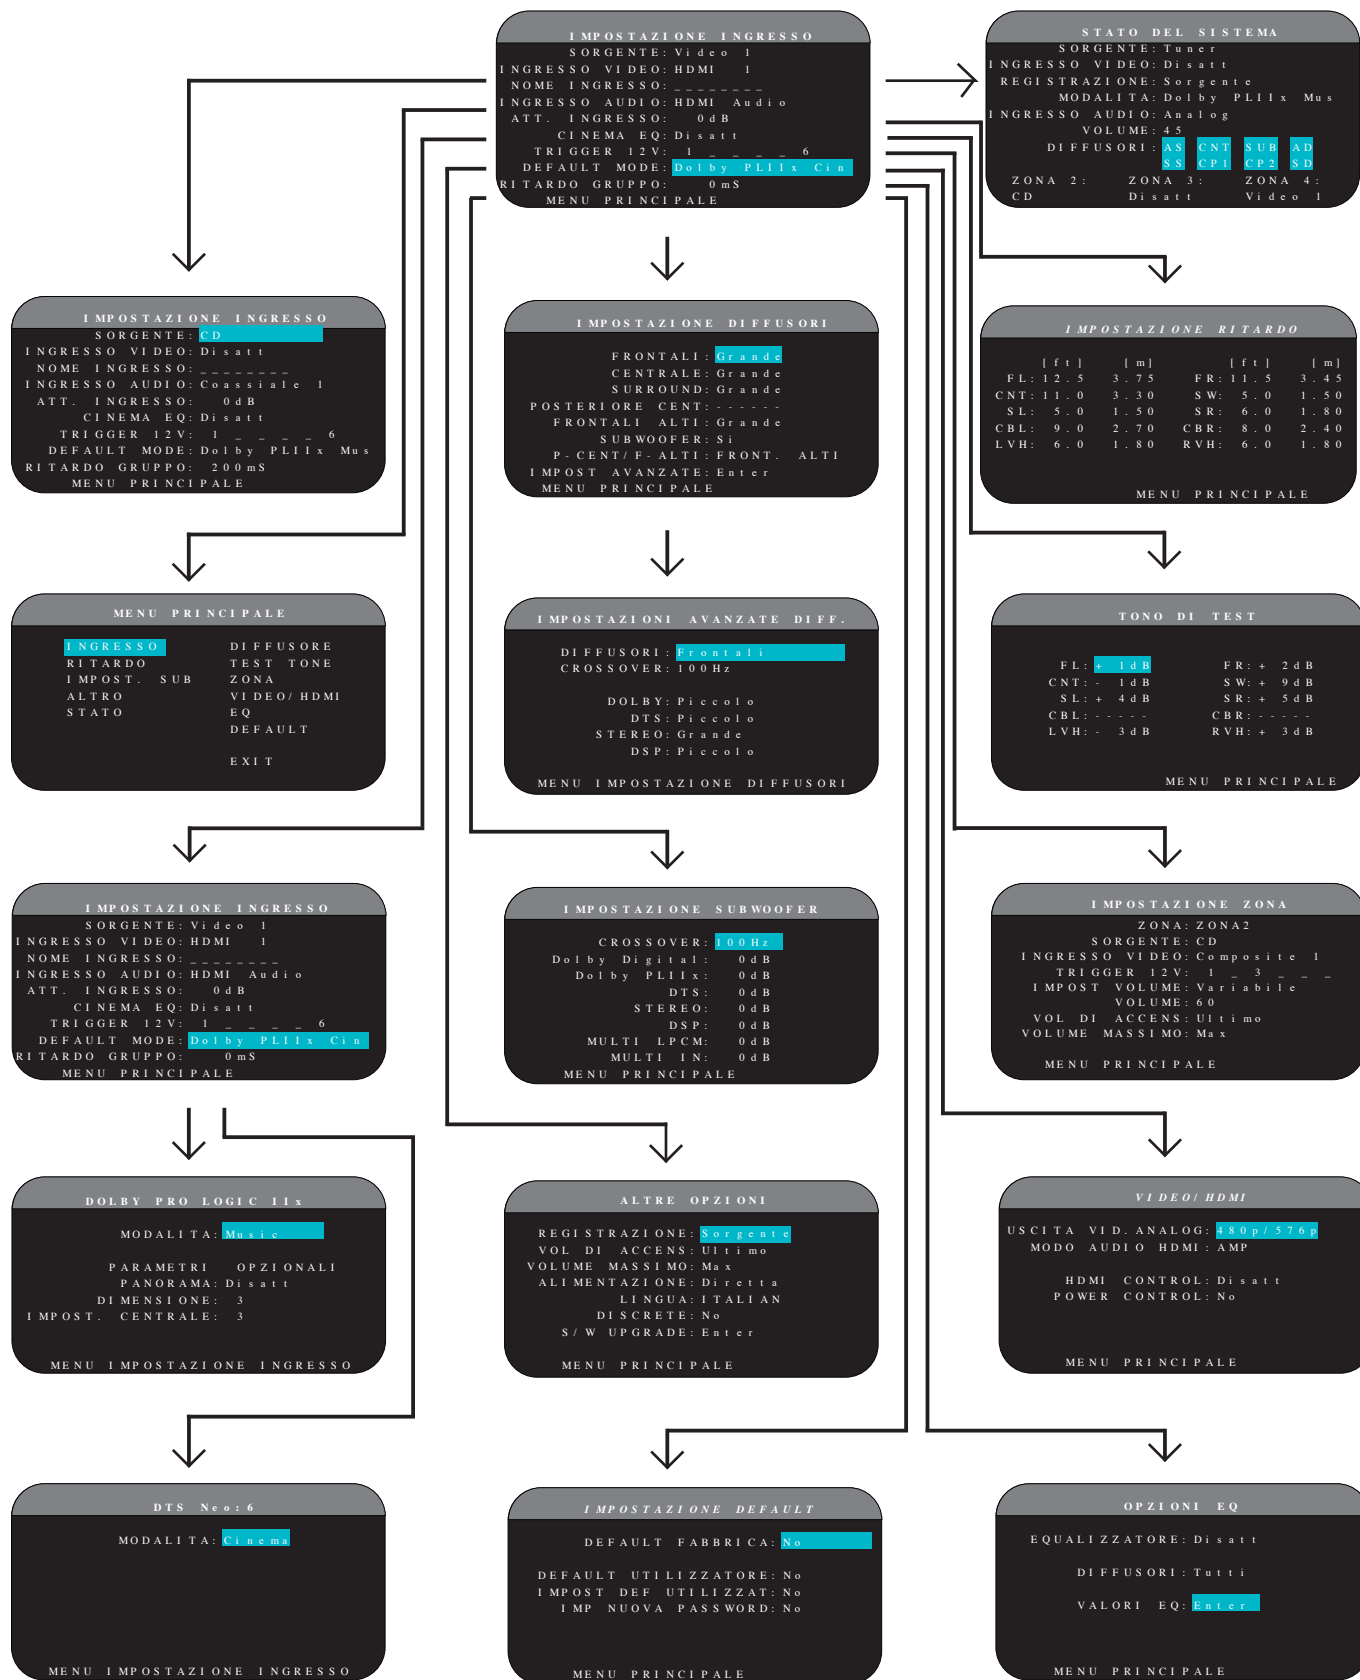 IMPOSTAZIONE INGRESSO
SORGENTE: Video 1
INGRESSO VIDEO: HDMI 1
NOME INGRESSO: ________
INGRESSO AUDIO: HDMI Audio
ATT. INGRESSO: 0dB
CINEMA EQ: Disatt
TRIGGER 12V: 1 _ _ _ _ 6
DEFAULT MODE: Dolby PLIIx Cin
RITARDO GRUPPO: 0mS
MENU PRINCIPALE
STATO DEL SISTEMA
SORGENTE: Tuner
INGRESSO VIDEO: Disatt
REGISTRAZIONE: Sorgente
MODALITA: Dolby PLIIx Mus
INGRESSO AUDIO: Analog
VOLUME: 45
DIFFUSORI: AS CNT SUB AD
SS CP1 CP2 SD
ZONA 2: ZONA 3: ZONA 4:
CD Disatt Video 1
IMPOSTAZIONE INGRESSO
SORGENTE: CD
INGRESSO VIDEO: Disatt
NOME INGRESSO: ________
INGRESSO AUDIO: Coassiale 1
ATT. INGRESSO: 0dB
CINEMA EQ: Disatt
TRIGGER 12V: 1 _ _ _ _ 6
DEFAULT MODE: Dolby PLIIx Mus
RITARDO GRUPPO: 200mS
MENU PRINCIPALE
IMPOSTAZIONE DIFFUSORI
FRONTALI: Grande
CENTRALE: Grande
SURROUND: Grande
POSTERIORE CENT: ------
FRONTALI ALTI: Grande
SUBWOOFER: Si
P-CENT/F-ALTI: FRONT. ALTI
IMPOST AVANZATE: Enter
MENU PRINCIPALE
IMPOSTAZIONE RITARDO
[ft] [m] [ft] [m]
FL: 12.5 3.75 FR: 11.5 3.45
CNT: 11.0 3.30 SW: 5.0 1.50
SL: 5.0 1.50 SR: 6.0 1.80
CBL: 9.0 2.70 CBR: 8.0 2.40
LVH: 6.0 1.80 RVH: 6.0 1.80
MENU PRINCIPALE
MENU PRINCIPALE
INGRESSO DIFFUSORE
RITARDO TEST TONE
IMPOST. SUB ZONA
ALTRO VIDEO/HDMI
STATO EQ
DEFAULT
EXIT
IMPOSTAZIONI AVANZATE DIFF.
DIFFUSORI: Frontali
CROSSOVER: 100Hz
DOLBY: Piccolo
DTS: Piccolo
STEREO: Grande
DSP: Piccolo
MENU IMPOSTAZIONE DIFFUSORI
TONO DI TEST
FL: + 1dB FR: + 2dB
CNT: - 1dB SW: + 9dB
SL: + 4dB SR: + 5dB
CBL: ----- CBR: -----
LVH: - 3dB RVH: + 3dB
MENU PRINCIPALE
IMPOSTAZIONE INGRESSO
SORGENTE: Video 1
INGRESSO VIDEO: HDMI 1
NOME INGRESSO: ________
INGRESSO AUDIO: HDMI Audio
ATT. INGRESSO: 0dB
CINEMA EQ: Disatt
TRIGGER 12V: 1 _ _ _ _ 6
DEFAULT MODE: Dolby PLIIx Cin
RITARDO GRUPPO: 0mS
MENU PRINCIPALE
IMPOSTAZIONE SUBWOOFER
CROSSOVER: 100Hz
Dolby Digital: 0dB
Dolby PLIIx: 0dB
DTS: 0dB
STEREO: 0dB
DSP: 0dB
MULTI LPCM: 0dB
MULTI IN: 0dB
MENU PRINCIPALE
IMPOSTAZIONE ZONA
ZONA: ZONA2
SORGENTE: CD
INGRESSO VIDEO: Composite 1
TRIGGER 12V: 1 _ 3 _ _ _
IMPOST VOLUME: Variabile
VOLUME: 60
VOL DI ACCENS: Ultimo
VOLUME MASSIMO: Max
MENU PRINCIPALE
DOLBY PRO LOGIC IIx
MODALITA: Music
PARAMETRI OPZIONALI
PANORAMA: Disatt
DIMENSIONE: 3
IMPOST. CENTRALE: 3
MENU IMPOSTAZIONE INGRESSO
ALTRE OPZIONI
REGISTRAZIONE: Sorgente
VOL DI ACCENS: Ultimo
VOLUME MASSIMO: Max
ALIMENTAZIONE: Diretta
LINGUA: ITALIAN
DISCRETE: No
S/W UPGRADE: Enter
MENU PRINCIPALE
VIDEO/HDMI
USCITA VID.ANALOG: 480p/576p
MODO AUDIO HDMI: AMP
HDMI CONTROL: Disatt
POWER CONTROL: No
MENU PRINCIPALE
DTS Neo:6
MODALITA: Cinema
MENU IMPOSTAZIONE INGRESSO
IMPOSTAZIONE DEFAULT
DEFAULT FABBRICA: No
DEFAULT UTILIZZATORE: No
IMPOST DEF UTILIZZAT: No
IMP NUOVA PASSWORD: No
MENU PRINCIPALE
OPZIONI EQ
EQUALIZZATORE: Disatt
DIFFUSORI: Tutti
VALORI EQ: Enter
MENU PRINCIPALE